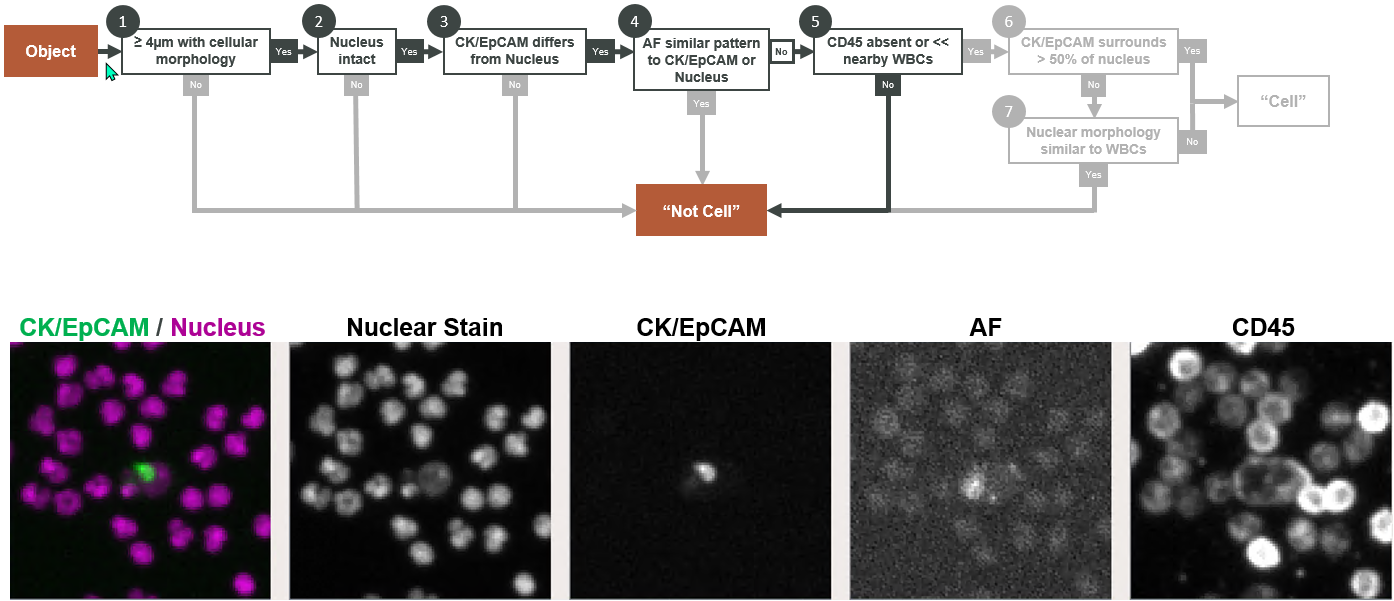 1
2
3
4
5
6
Object
≥ 4µm with cellular
morphology
Yes
Nucleus
intact
Yes
CK/EpCAM differs
from Nucleus
Yes
AF similar pattern
to CK/EpCAM or
Nucleus
No
CD45 absent or <<
nearby WBCs
Yes
CK/EpCAM surrounds
> 50% of nucleus
Yes
No
No
No
Yes
No
No
"Cell"
7
Nuclear morphology
similar to WBCs
No
Yes
“Not Cell”
CK/EpCAM / Nucleus
Nuclear Stain
CK/EpCAM
AF
CD45